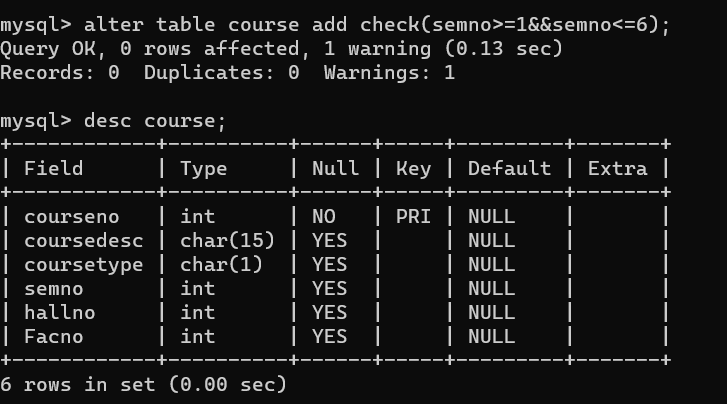 mysql> alter table course add check(semno>=1&&semno<=6);
Query OK, 0 rows affected, 1 warning (0.13 sec)
Records: 0  Duplicates: 0  Warnings: 1

mysql> desc course;
+------------+----------+------+-----+---------+-------+
| Field      | Type     | Null | Key | Default | Extra |
+------------+----------+------+-----+---------+-------+
| courseno   | int      | NO   | PRI | NULL    |       |
| coursedesc | char(15) | YES  |     | NULL    |       |
| coursetype | char(1)  | YES  |     | NULL    |       |
| semno      | int      | YES  |     | NULL    |       |
| hallno     | int      | YES  |     | NULL    |       |
| Facno      | int      | YES  |     | NULL    |       |
+------------+----------+------+-----+---------+-------+
6 rows in set (0.00 sec)